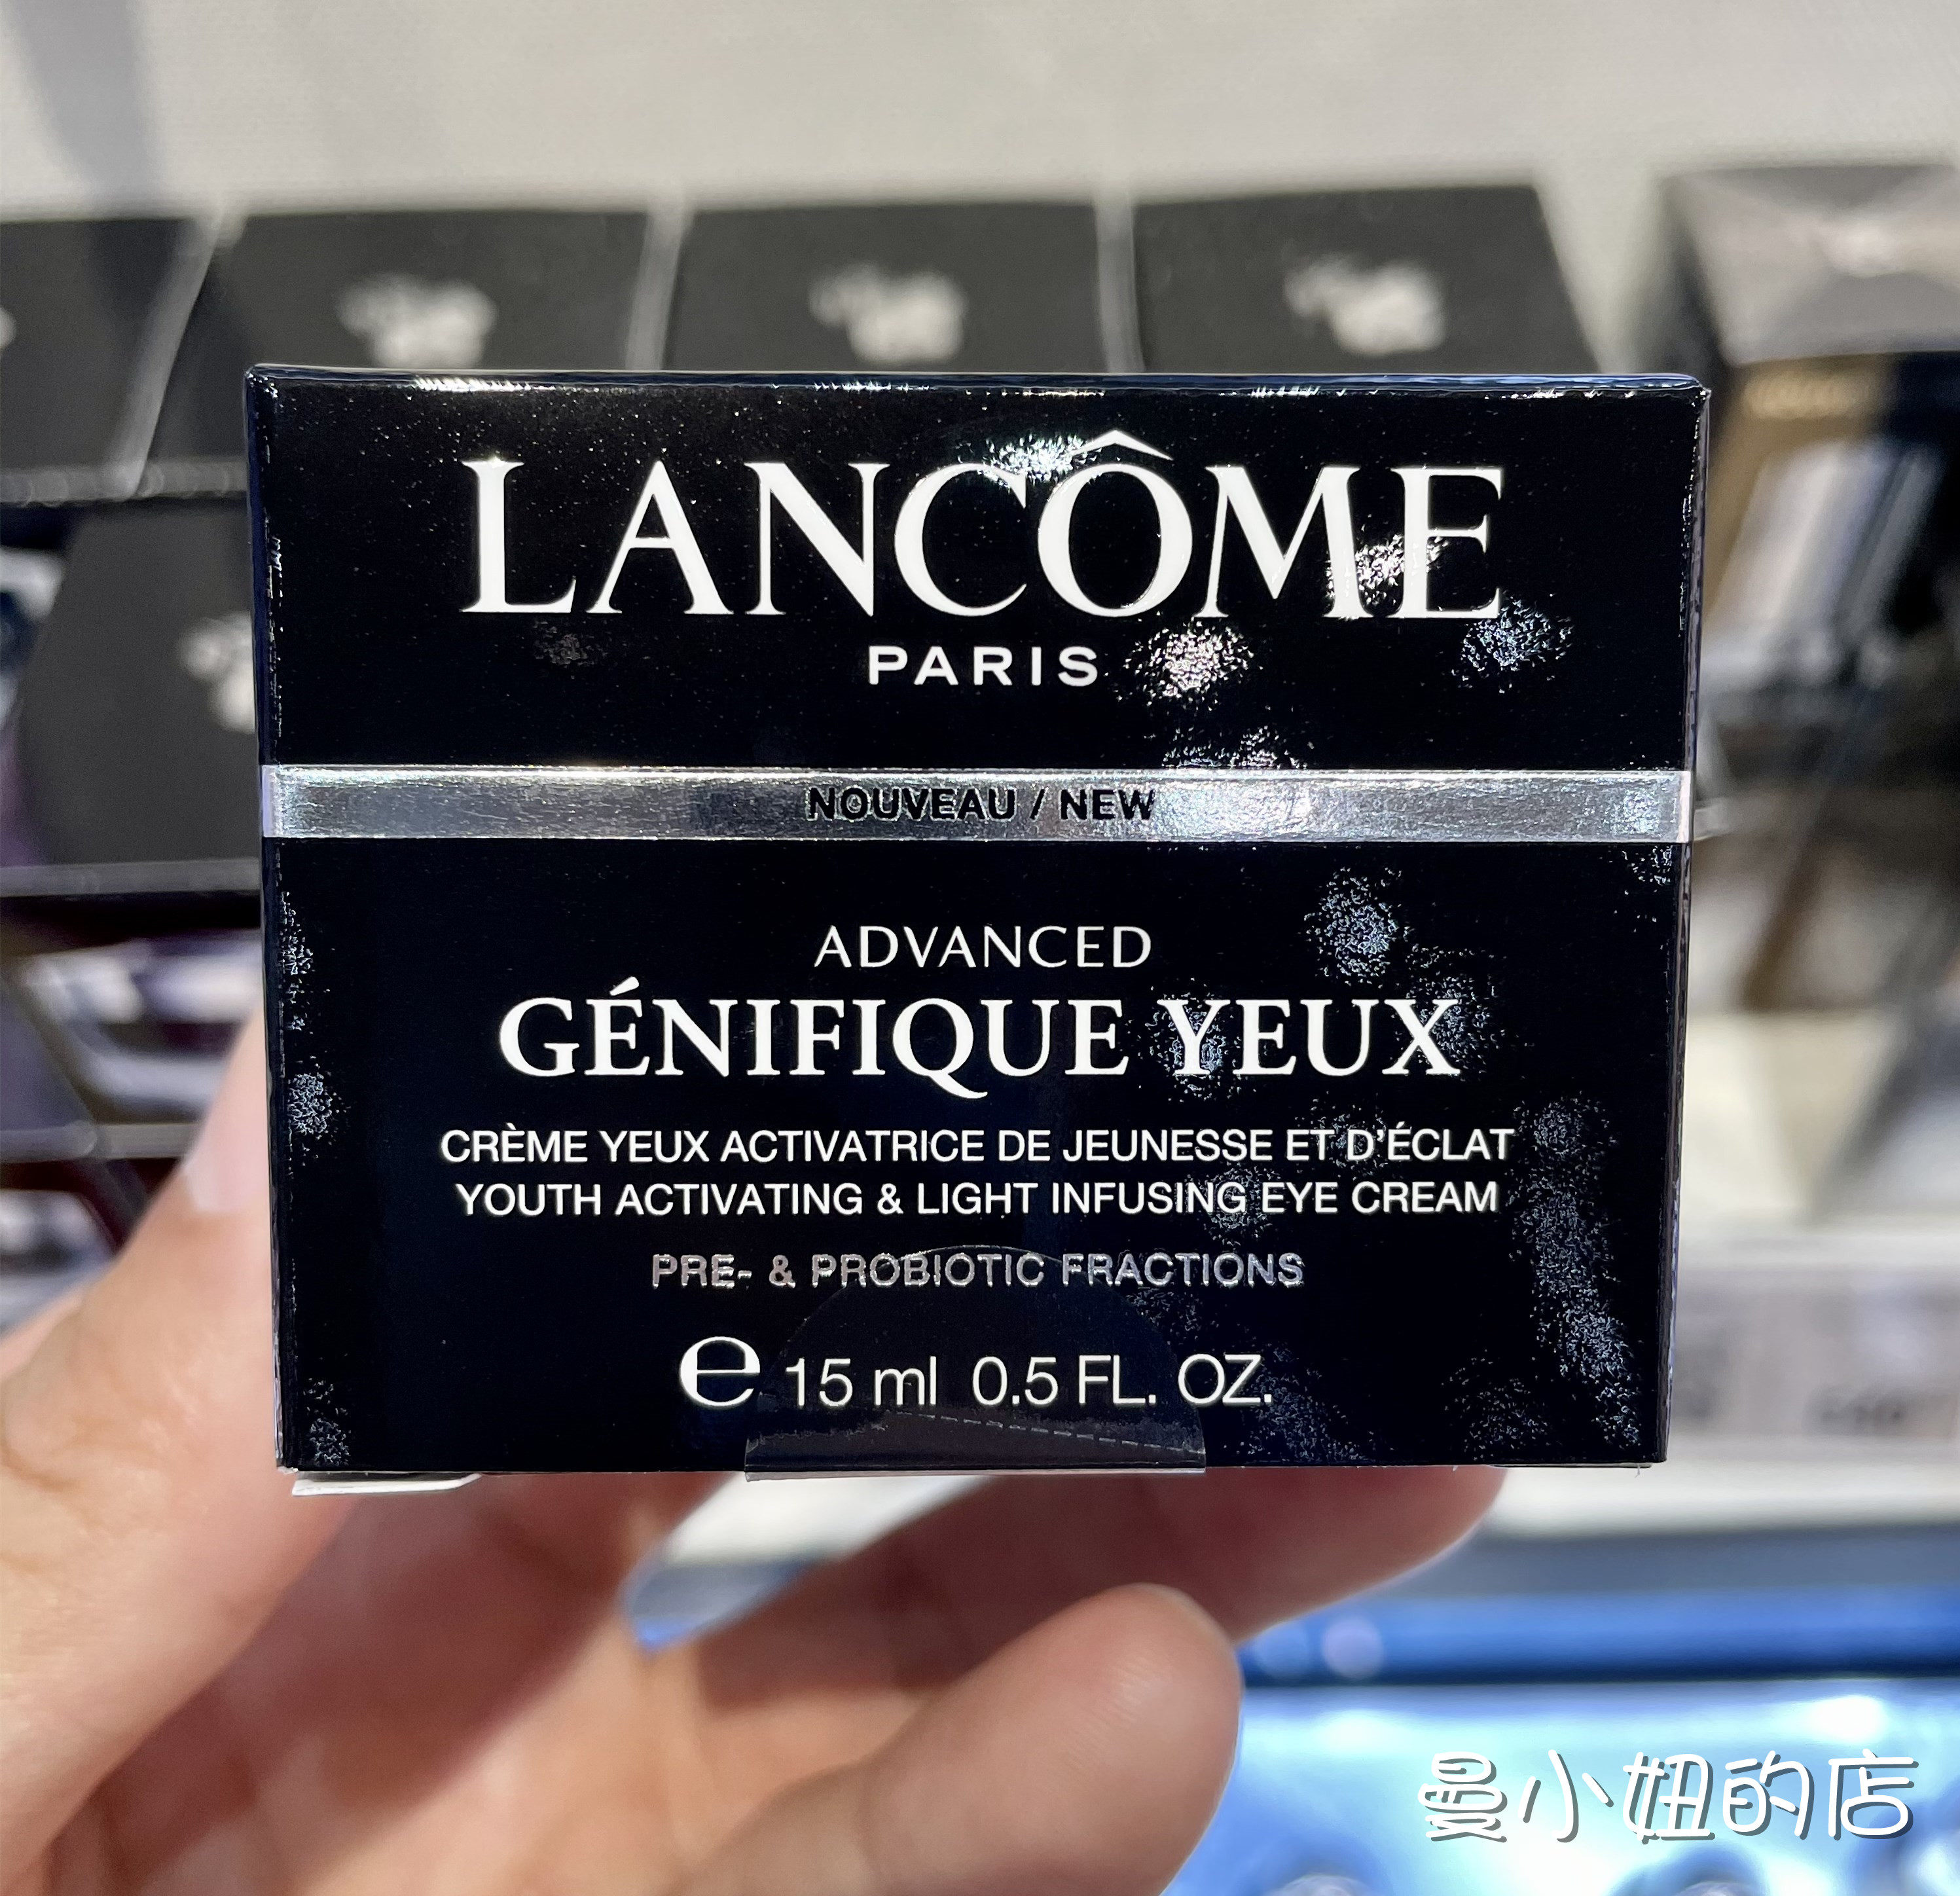 LANCÔME
PARIS
NOUVEAU / NEW
ADVANCED
GÉNIFIQUE YEUX
CRÈME YEUX ACTIVATRICE DE JEUNESSE ET D'ÉCLAT
YOUTH ACTIVATING & LIGHT INFUSING EYE CREAM
PRE- & PROBIOTIC FRACTIONS
e 15 ml 0.5 FL. OZ.
曼小妞的店